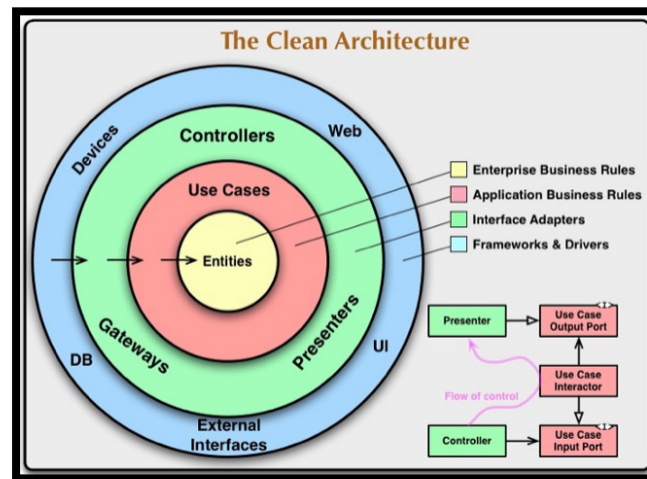 The Clean Architecture
Devices
Web
Controllers
Use Cases
Entities
Gateways
Presenters
DB
UI
External
Interfaces
Enterprise Business Rules
Application Business Rules
Interface Adapters
Frameworks & Drivers
Presenter
Use Case
Output Port
Flow of control
Use Case
Interactor
Controller
Use Case
Input Port